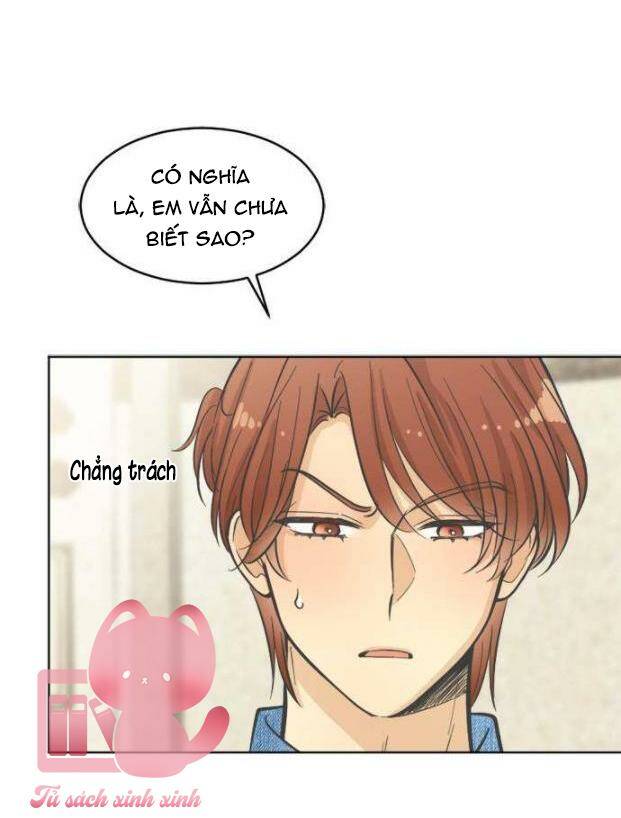 CÓ NGHĨA
LÀ, EM VẪN CHƯA
BIẾT SAO?
Chẳng trách
Tủ sách xinh xinh